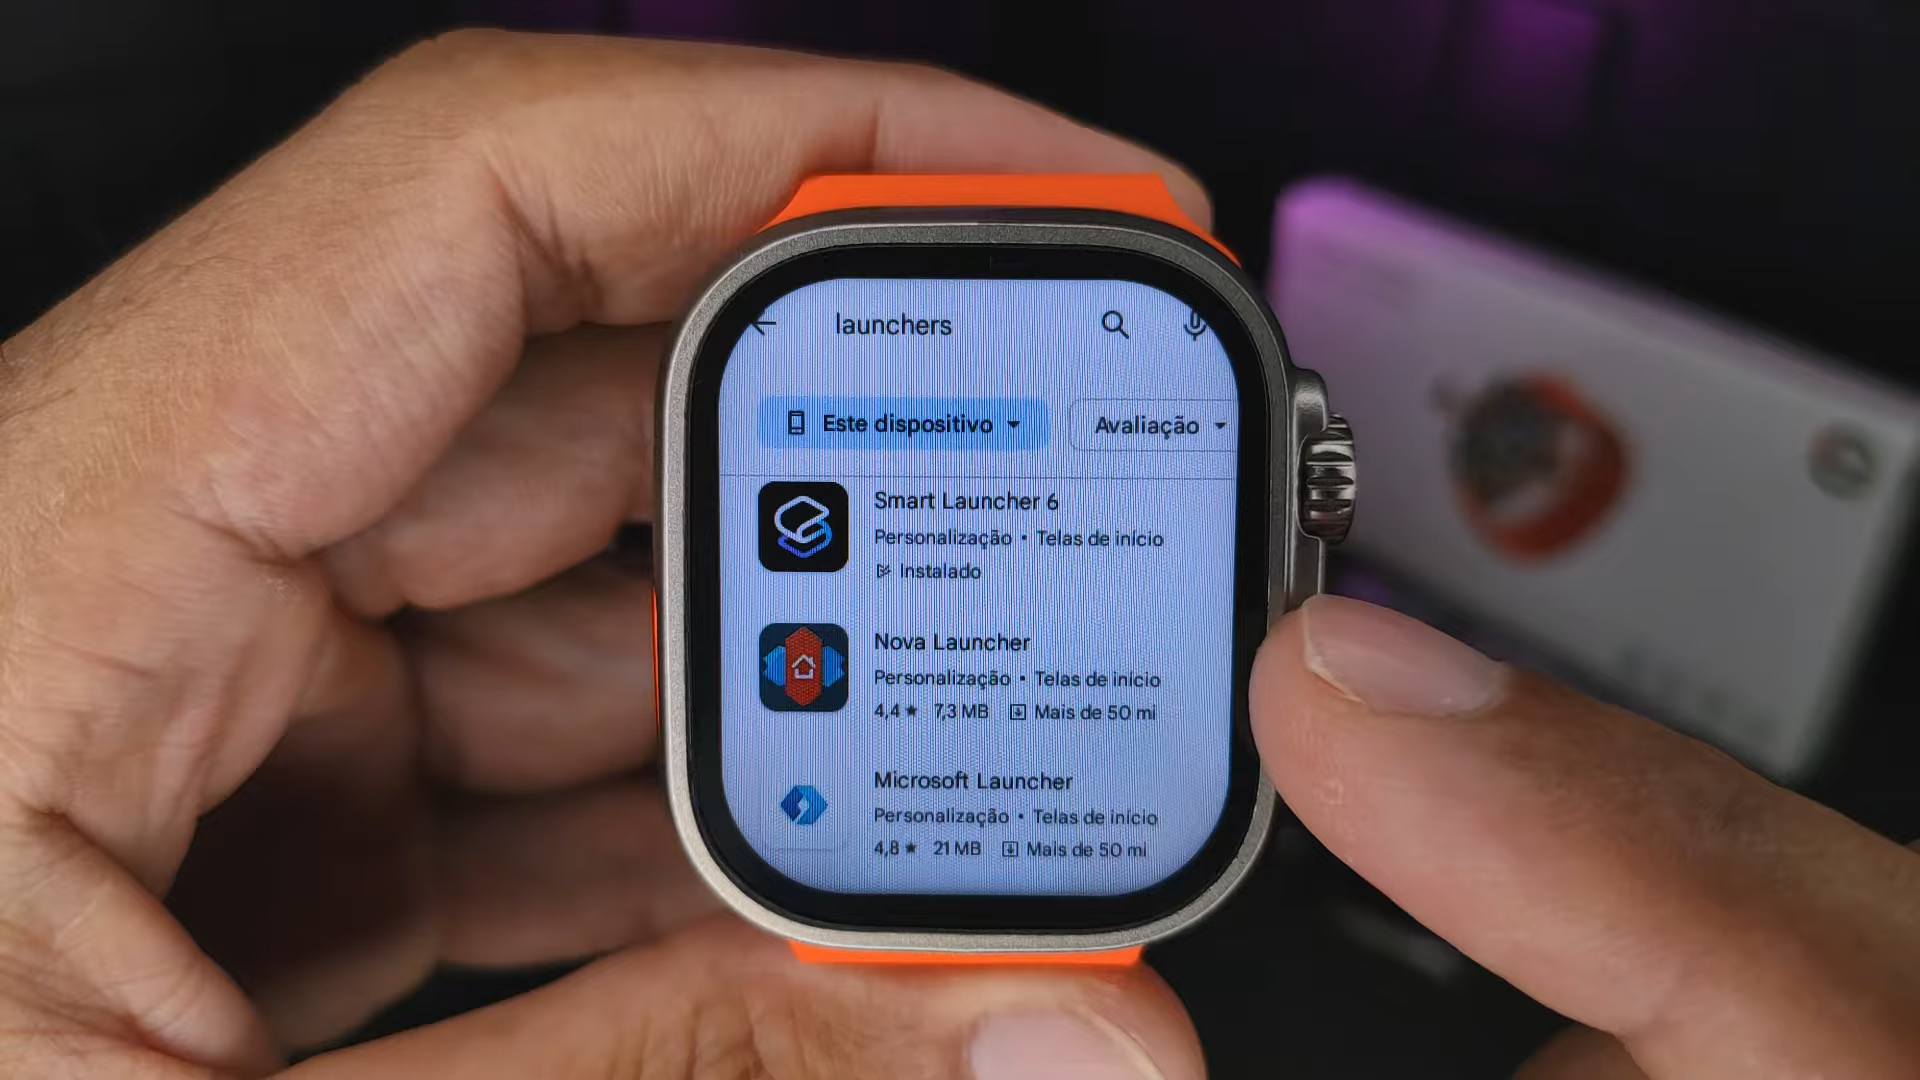 launchers
Este dispositivo
Avaliação
Smart Launcher 6
Personalização • Telas de início
Instalado
Nova Launcher
Personalização • Telas de início
4,4★ 7,3 MB Mais de 50 mi
Microsoft Launcher
Personalização • Telas de início
4,8★ 21 MB Mais de 50 mi